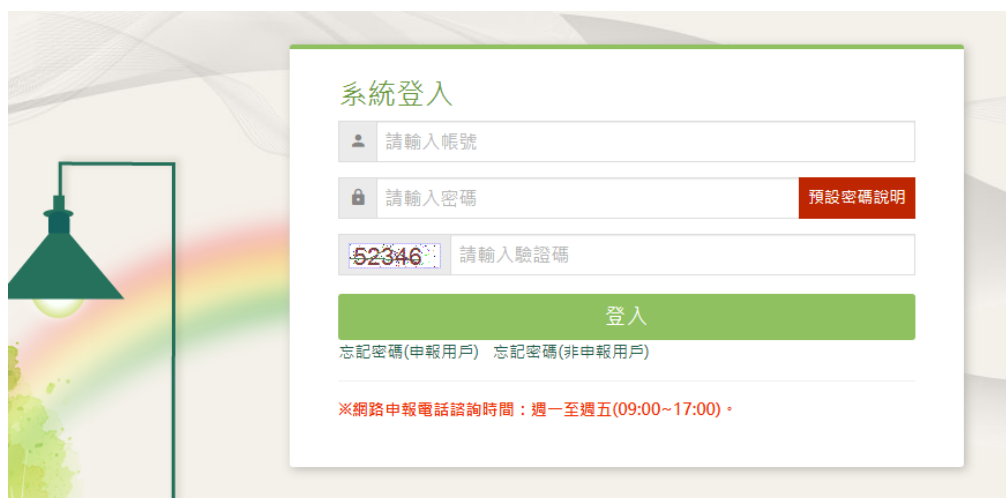 系統登入
請輸入帳號
請輸入密碼 預設密碼說明
52346 請輸入驗證碼
登入
忘記密碼(申報用戶) 忘記密碼(非申報用戶)
※網路申報電話諮詢時間：週一至週五(09:00~17:00)。